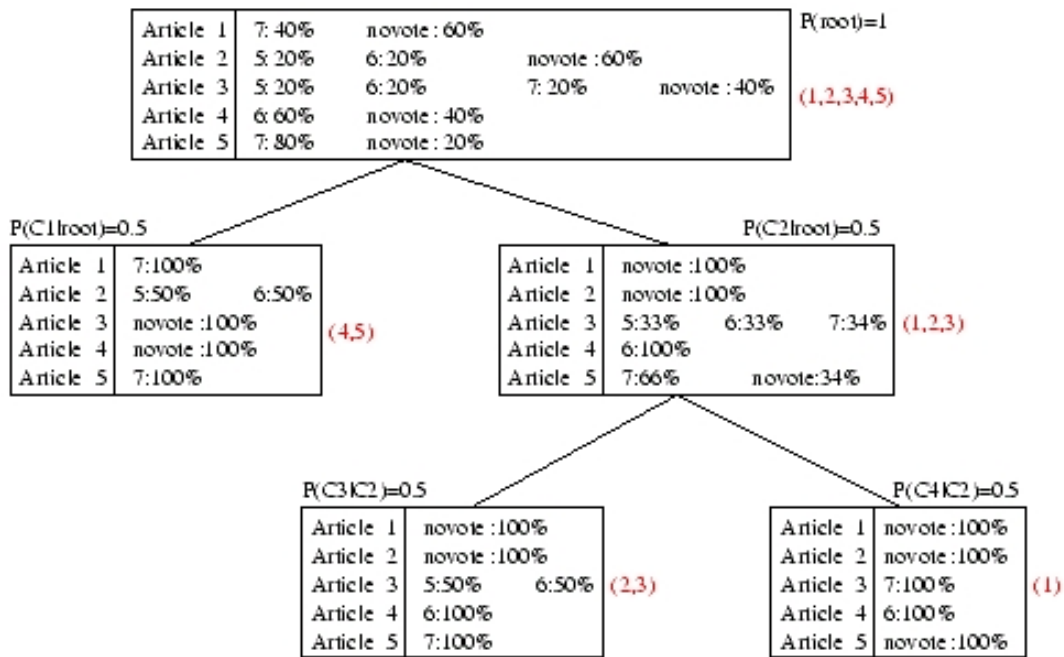 P(root)=1
Article 1 7: 40% novote : 60%
Article 2 5: 20% 6: 20% novote : 60%
Article 3 5: 20% 6: 20% 7: 20% novote : 40%
Article 4 6: 60% novote : 40%
Article 5 7: 80% novote : 20%
(1,2,3,4,5)
P(C1|root)=0.5
Article 1 7:100%
Article 2 5:50% 6:50%
Article 3 novote :100%
Article 4 novote :100%
Article 5 7:100%
(4,5)
P(C2|root)=0.5
Article 1 novote :100%
Article 2 novote :100%
Article 3 5:33% 6:33% 7:34%
Article 4 6:100%
Article 5 7:66% novote:34%
(1,2,3)
P(C3|C2)=0.5
Article 1 novote :100%
Article 2 novote :100%
Article 3 5:50% 6:50%
Article 4 6:100%
Article 5 7:100%
(2,3)
P(C4|C2)=0.5
Article 1 novote :100%
Article 2 novote :100%
Article 3 7:100%
Article 4 6:100%
Article 5 novote :100%
(1)